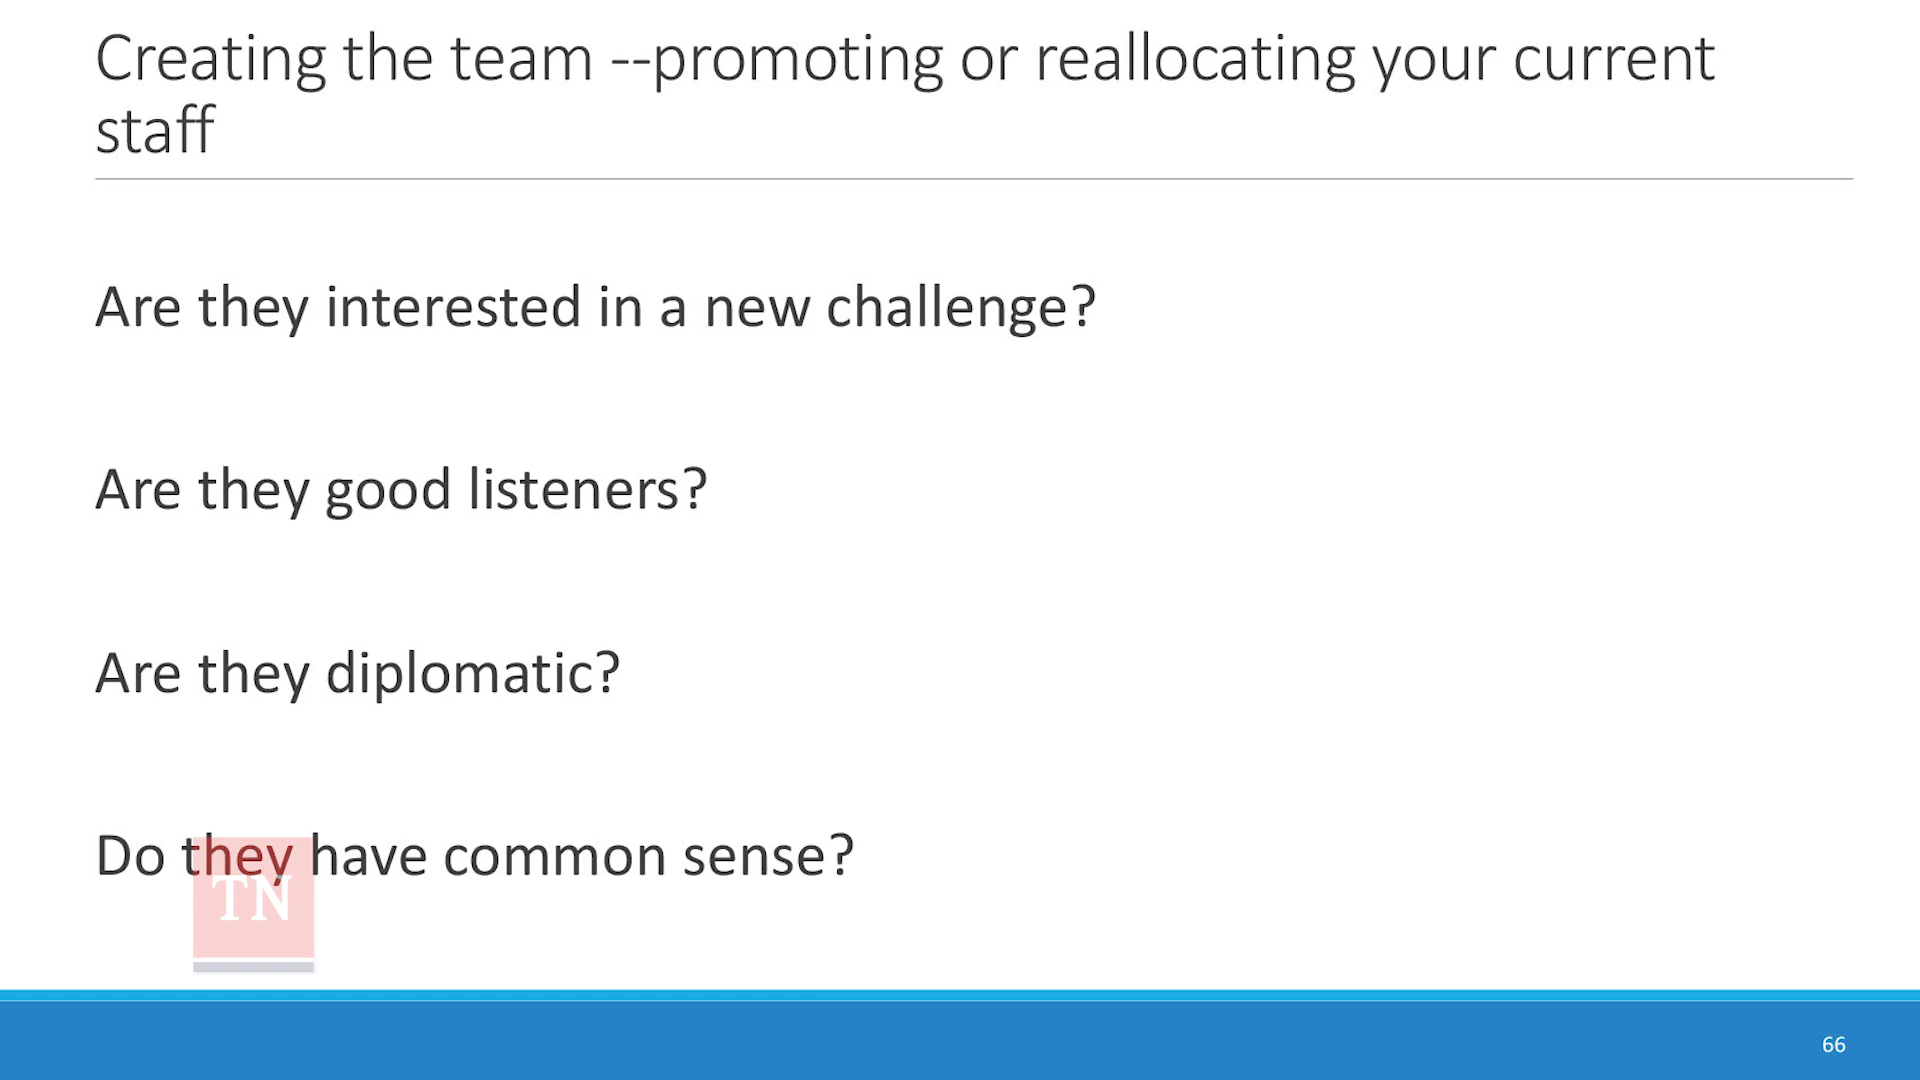 Creating the team --promoting or reallocating your current
staff
Are they interested in a new challenge?
Are they good listeners?
Are they diplomatic?
Do they have common sense?
TN
66